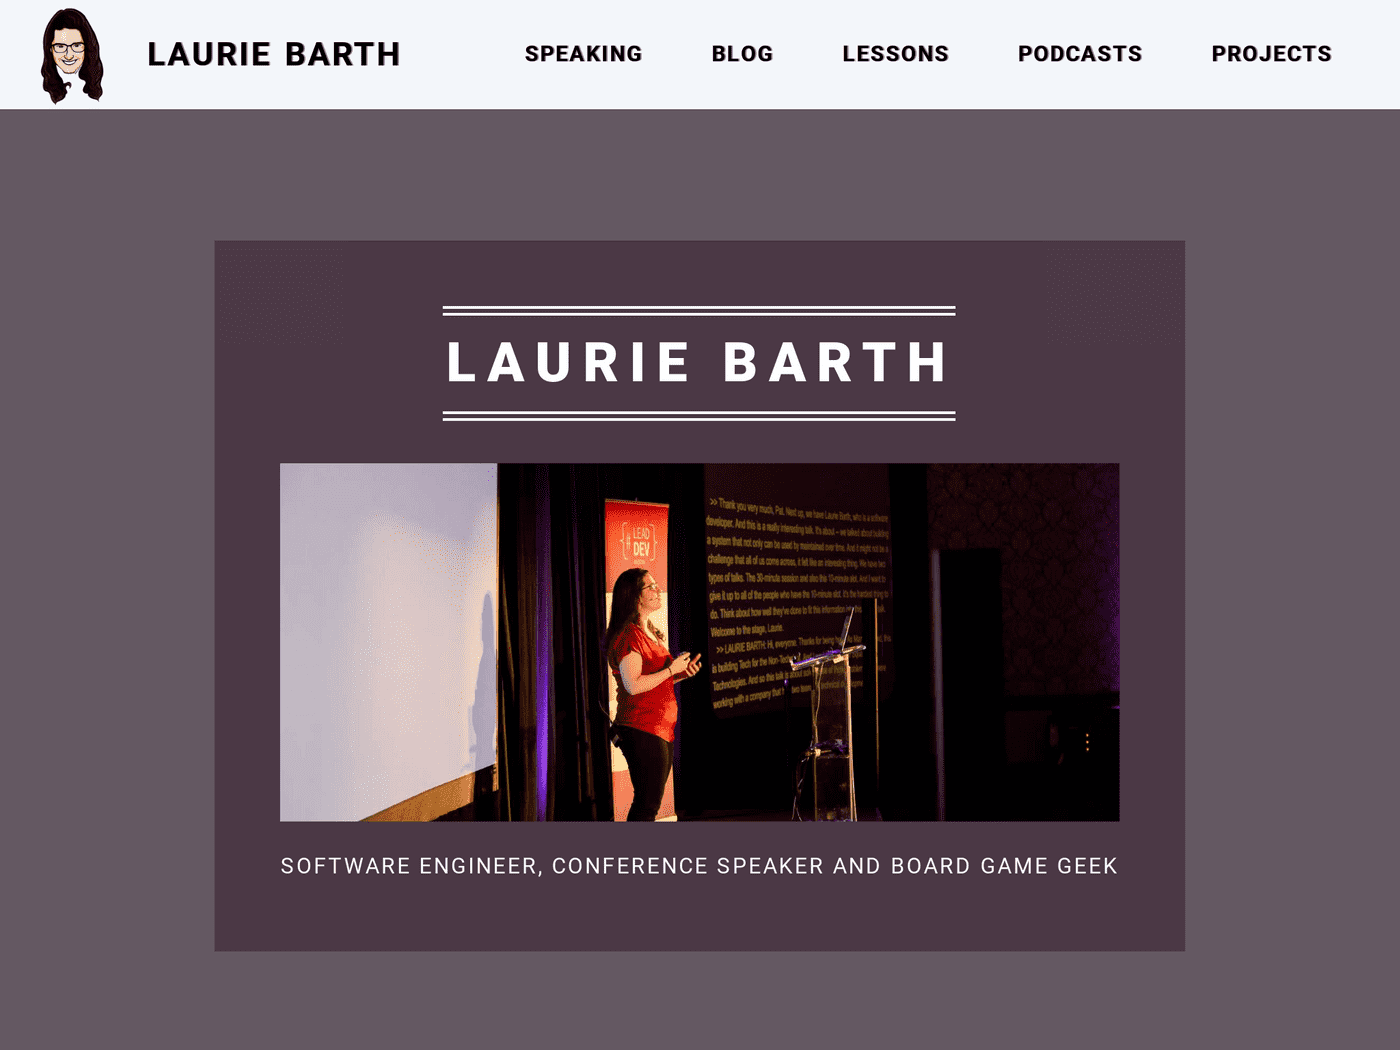 LAURIE BARTH
SPEAKING
BLOG
LESSONS
PODCASTS
PROJECTS
LAURIE BARTH
{# LEAD
DEV}
>> Thank you very much, Pat. Next up, we have Laurie Barth, who is a software
developer. And this is a really interesting talk. It's about – we talked about building
a system that not only can be used by maintained over time. And it might not be a
challenge that all of us come across, it felt like an interesting thing. We have two
types of talks. The 30-minute session and also this 10-minute slot. And I want to
give it up to all of the people who have the 10-minute slot. It's the hardest thing to
do. Think about how well they've done to fit this information
Welcome to the stage, Laurie.
>> LAURIE BARTH: Hi, everyone. Thanks for being
is building Tech for the Non-Tech
Technologies. And so this talk is about
working with a company that two
SOFTWARE ENGINEER, CONFERENCE SPEAKER AND BOARD GAME GEEK